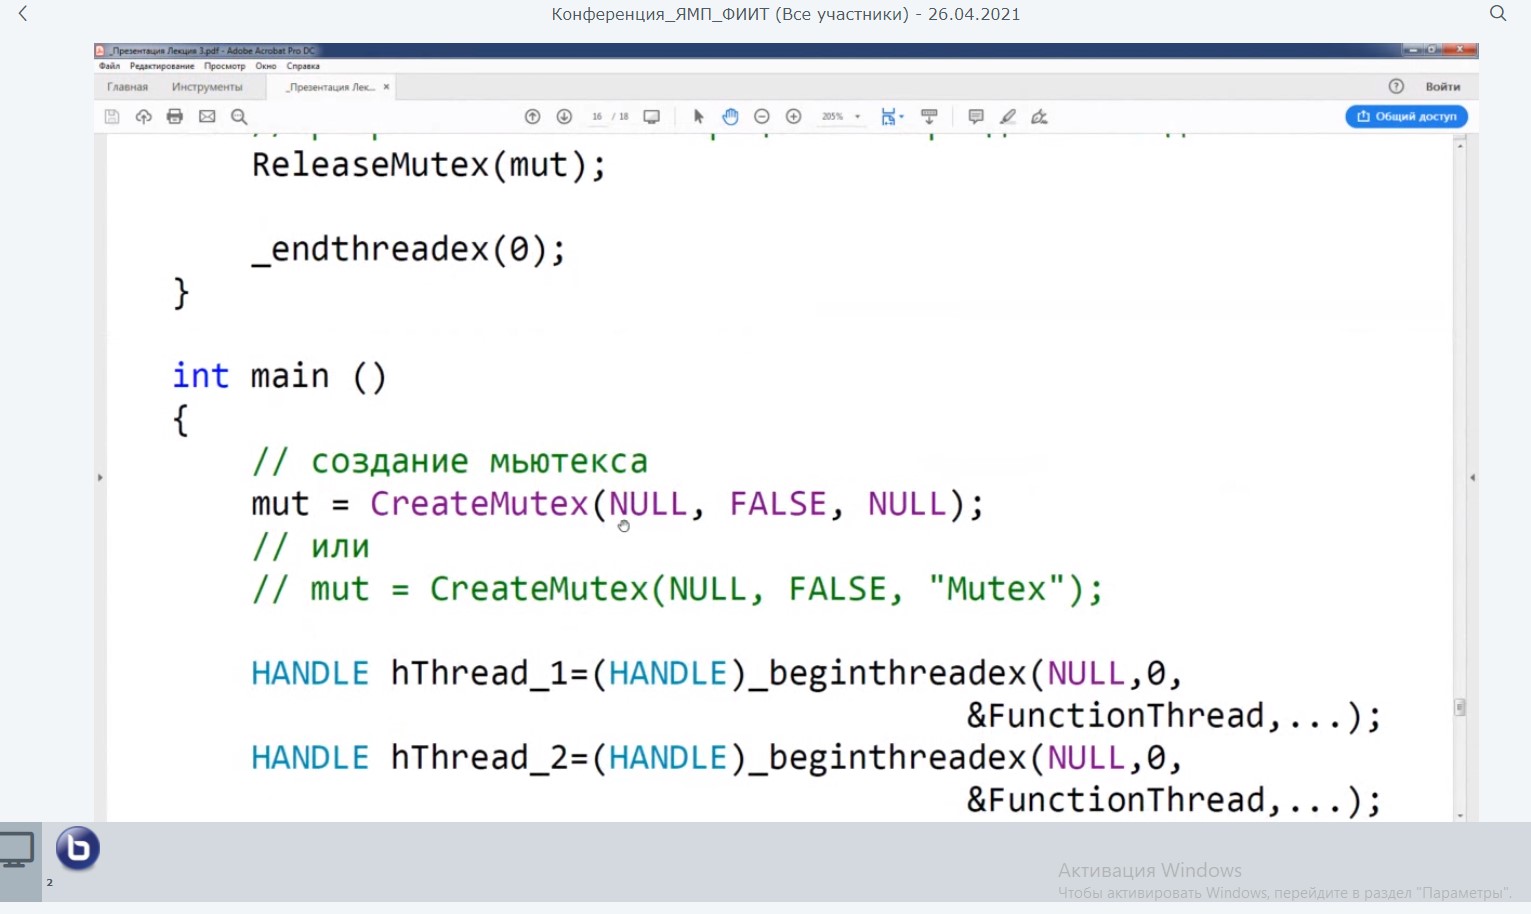 Конференция_ЯМП_ФИИТ (Все участники) - 26.04.2021
_Презентация Лекция 3.pdf - Adobe Acrobat Pro DC
Файл Редактирование Просмотр Окно Справка
Главная Инструменты _Презентация Лек... × Войти
16 / 18 205% Общий доступ
ReleaseMutex(mut);
_endthreadex(0);
}
int main ()
{
// создание мьютекса
mut = CreateMutex(NULL, FALSE, NULL);
// или
// mut = CreateMutex(NULL, FALSE, "Mutex");
HANDLE hThread_1=(HANDLE)_beginthreadex(NULL,0,
&FunctionThread,...);
HANDLE hThread_2=(HANDLE)_beginthreadex(NULL,0,
&FunctionThread,...);
b
2
Активация Windows
Чтобы активировать Windows, перейдите в раздел "Параметры".